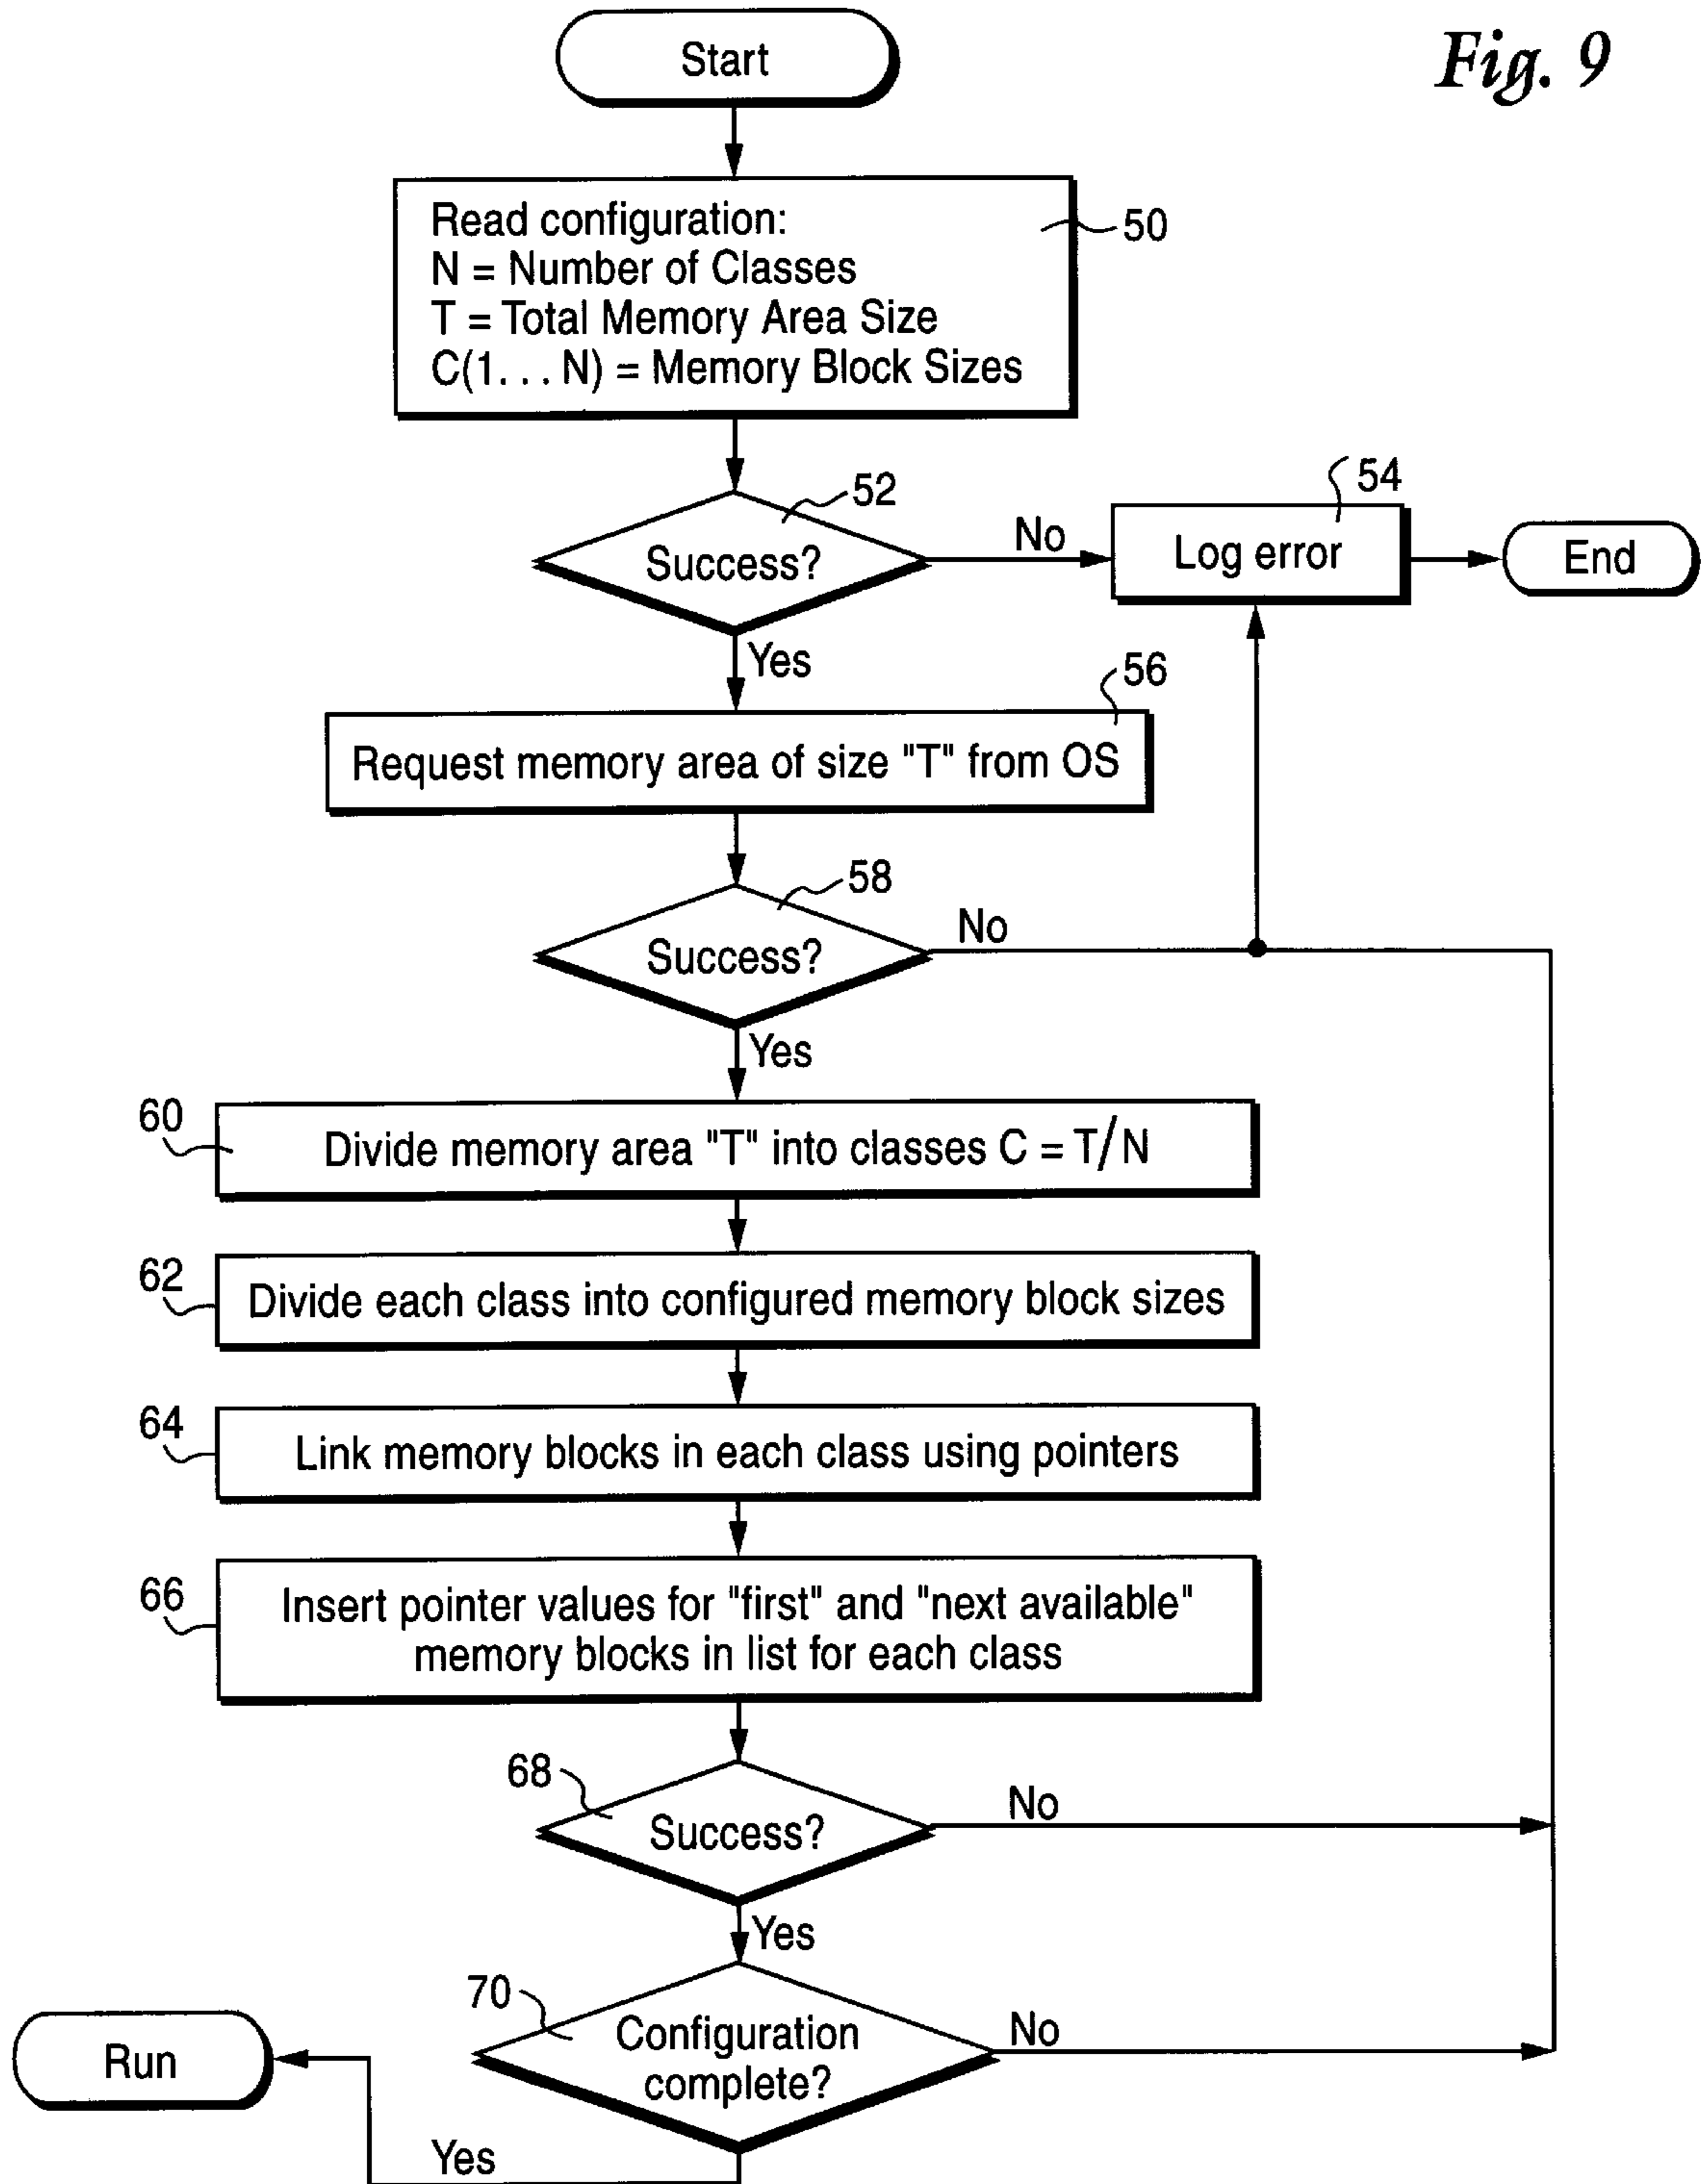 Fig. 9
Start
Read configuration:
N = Number of Classes
T = Total Memory Area Size
C(1. . . N) = Memory Block Sizes
50
52
Success?
No
54
Log error
End
Yes
56
Request memory area of size "T" from OS
58
Success?
No
Yes
60
Divide memory area "T" into classes C = T/N
62
Divide each class into configured memory block sizes
64
Link memory blocks in each class using pointers
66
Insert pointer values for "first" and "next available"
memory blocks in list for each class
68
Success?
No
Yes
70
Configuration
complete?
No
Run
Yes